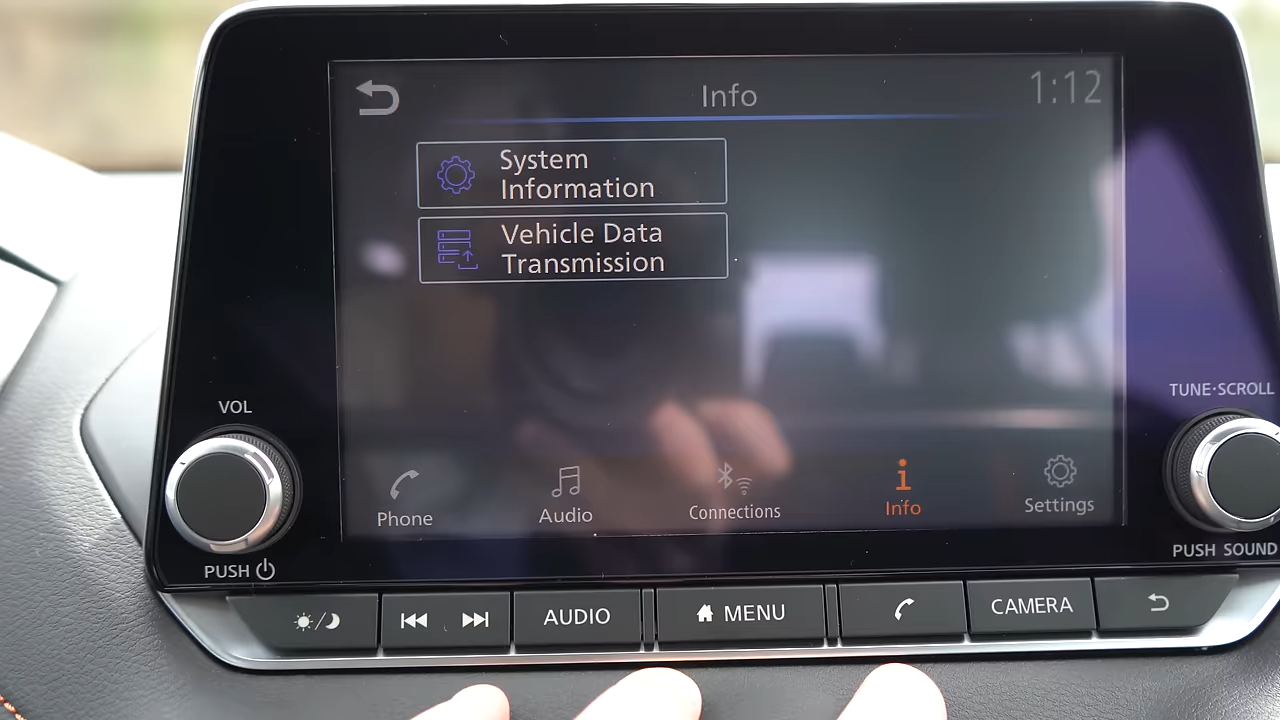 Info
1:12
System
Information
Vehicle Data
Transmission
Phone
Audio
Connections
Info
Settings
VOL
PUSH
TUNE·SCROLL
PUSH SOUND
AUDIO
MENU
CAMERA